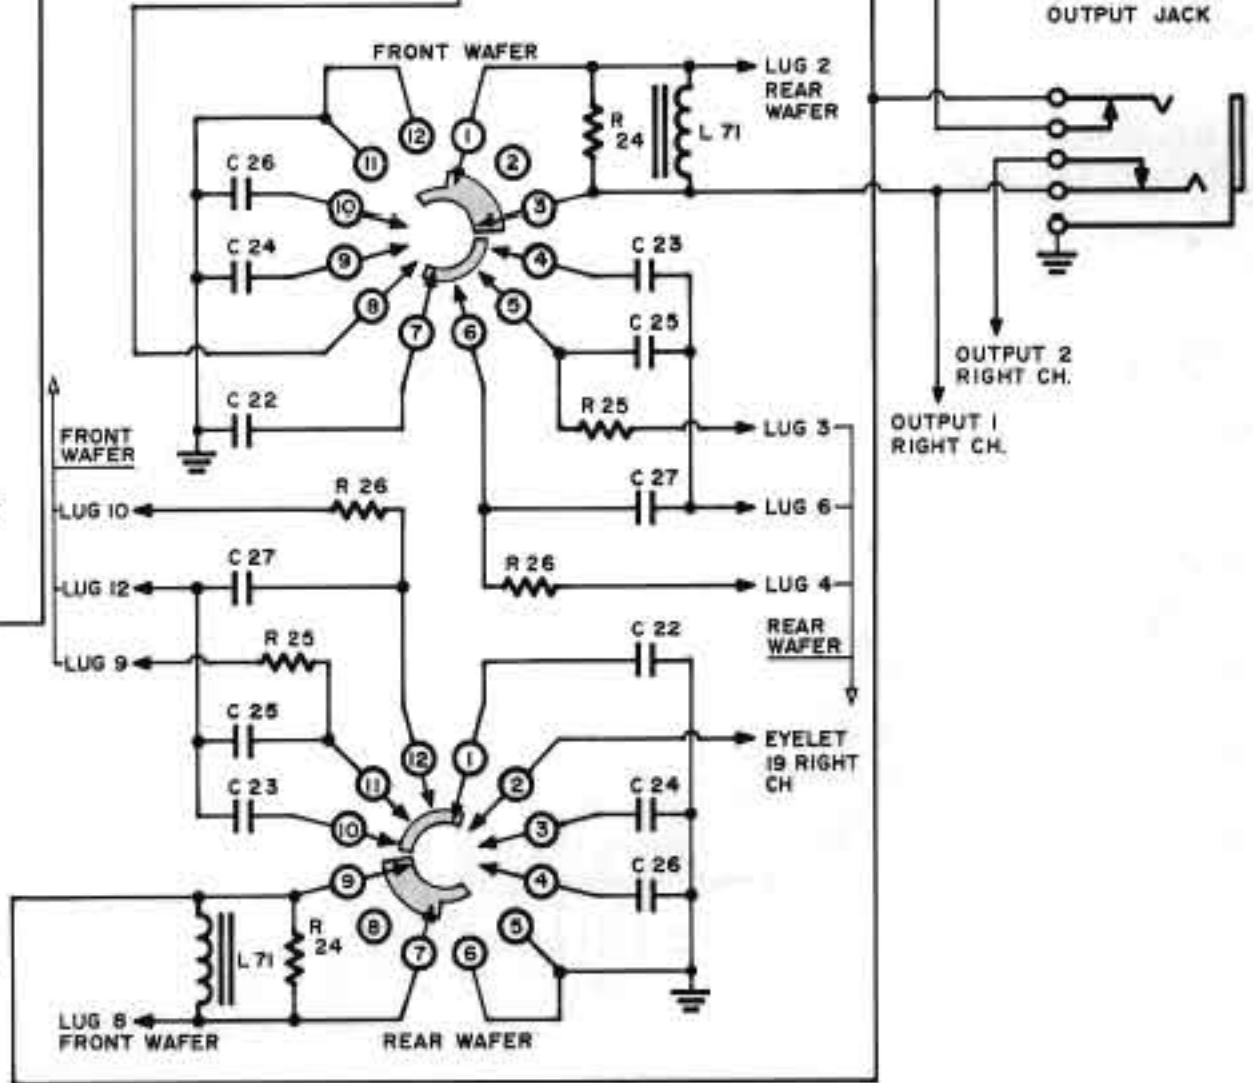 OUTPUT JACK
FRONT WAFER
LUG 2
REAR
WAFER
R
24
L 71
12
1
11
2
C 26
10
3
C 24
9
4
C 23
8
5
7
6
C 25
OUTPUT 2
RIGHT CH.
C 22
R 25
LUG 3
OUTPUT 1
RIGHT CH.
FRONT
WAFER
R 26
LUG 10
C 27
LUG 6
C 27
LUG 12
R 26
LUG 4
R 25
LUG 9
C 22
REAR
WAFER
C 25
EYELET
19 RIGHT
CH
12
1
11
2
C 23
C 24
10
3
9
4
C 26
8
5
7
6
R
24
L 71
LUG 8
FRONT WAFER
REAR WAFER